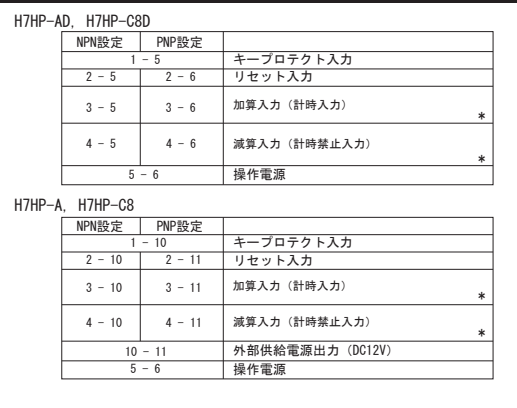 H7HP-AD, H7HP-C8D
NPN設定 PNP設定
1 - 5 キープロテクト入力
2 - 5 2 - 6 リセット入力
3 - 5 3 - 6 加算入力（計時入力） *
4 - 5 4 - 6 減算入力（計時禁止入力） *
5 - 6 操作電源
H7HP-A, H7HP-C8
NPN設定 PNP設定
1 - 10 キープロテクト入力
2 - 10 2 - 11 リセット入力
3 - 10 3 - 11 加算入力（計時入力） *
4 - 10 4 - 11 減算入力（計時禁止入力） *
10 - 11 外部供給電源出力（DC12V）
5 - 6 操作電源